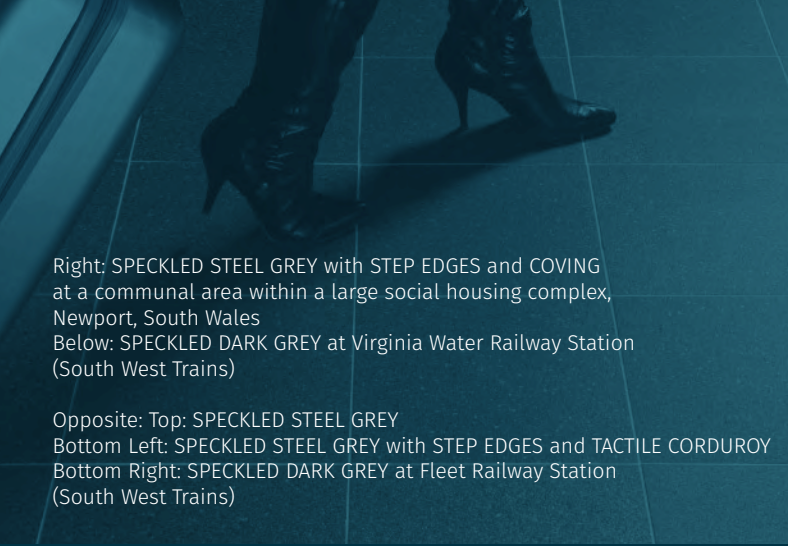 Right: SPECKLED STEEL GREY with STEP EDGES and COVING
at a communal area within a large social housing complex,
Newport, South Wales
Below: SPECKLED DARK GREY at Virginia Water Railway Station
(South West Trains)
Opposite: Top: SPECKLED STEEL GREY
Bottom Left: SPECKLED STEEL GREY with STEP EDGES and TACTILE CORDUROY
Bottom Right: SPECKLED DARK GREY at Fleet Railway Station
(South West Trains)